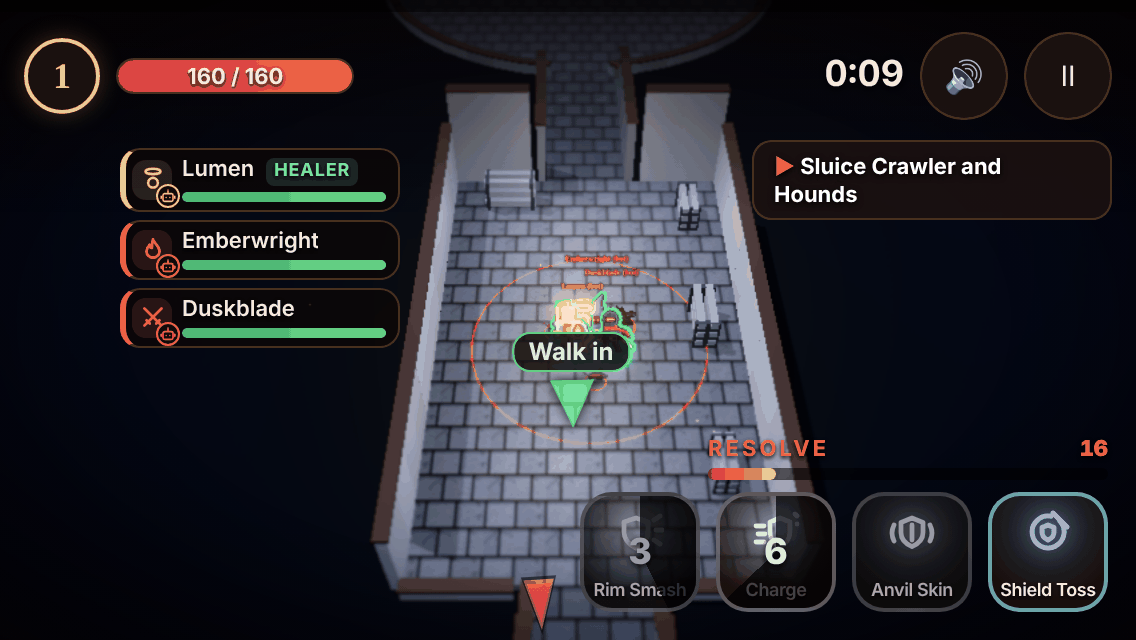 1
160 / 160
0:09
Lumen HEALER
Emberwright
Duskblade
▶ Sluice Crawler and
Hounds
Walk in
RESOLVE 16
3
Rim Smash
6
Charge
Anvil Skin
Shield Toss